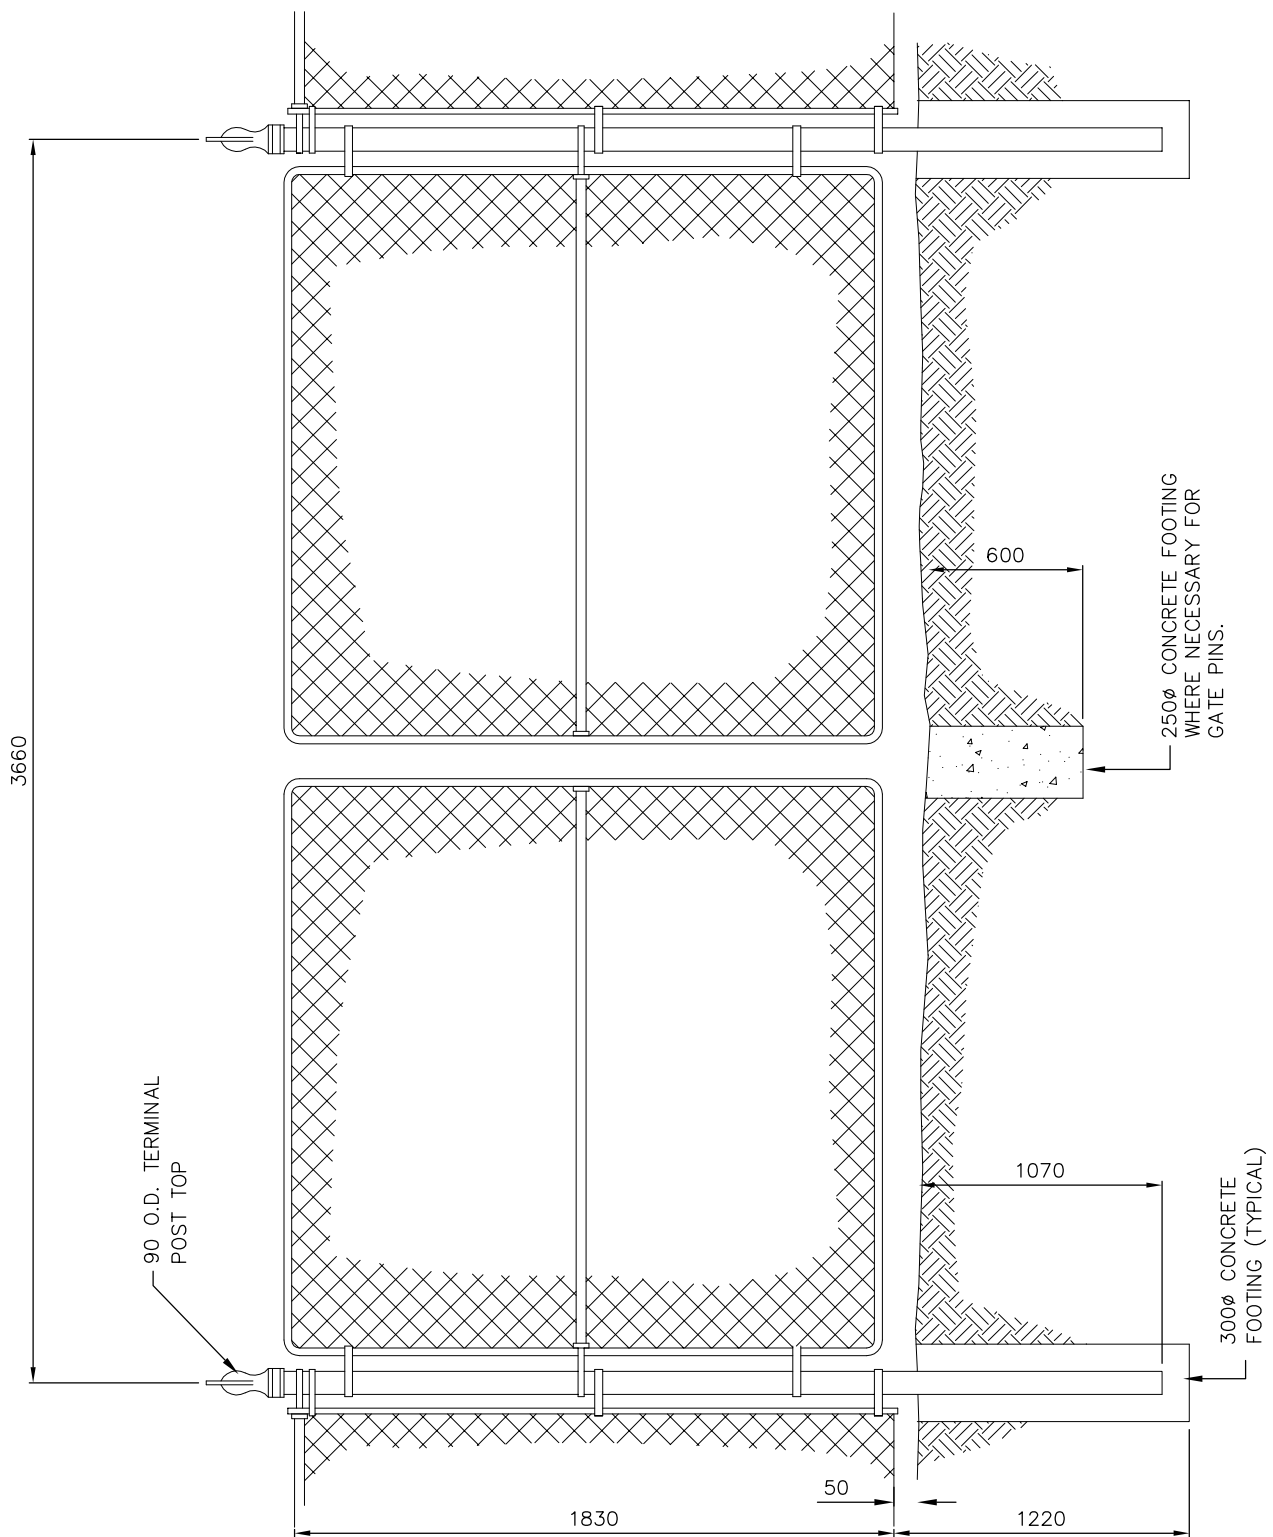 3660
90 O.D. TERMINAL
POST TOP
600
250ø CONCRETE FOOTING
WHERE NECESSARY FOR
GATE PINS.
1070
300ø CONCRETE
FOOTING (TYPICAL)
50
1830
1220